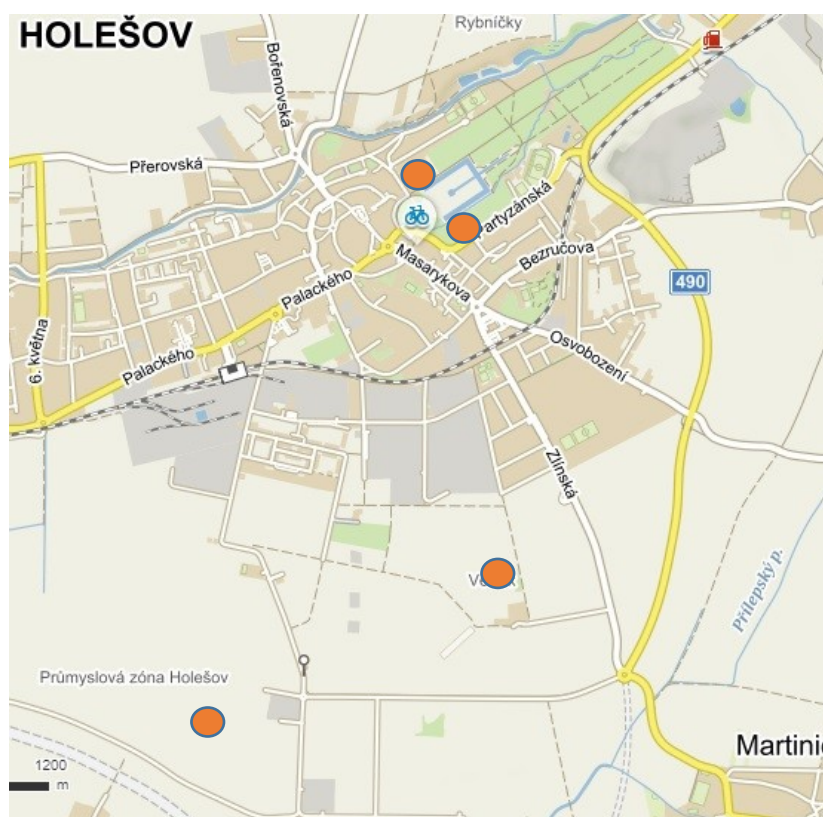 HOLEŠOV
Rybníčky
Bořenovská
Přerovská
Partyzánská
Masarykova
Bezručova
Palackého
490
6. května
Palackého
Osvobození
Zlínská
Přílepský p.
Průmyslová zóna Holešov
Martinic
1200
m